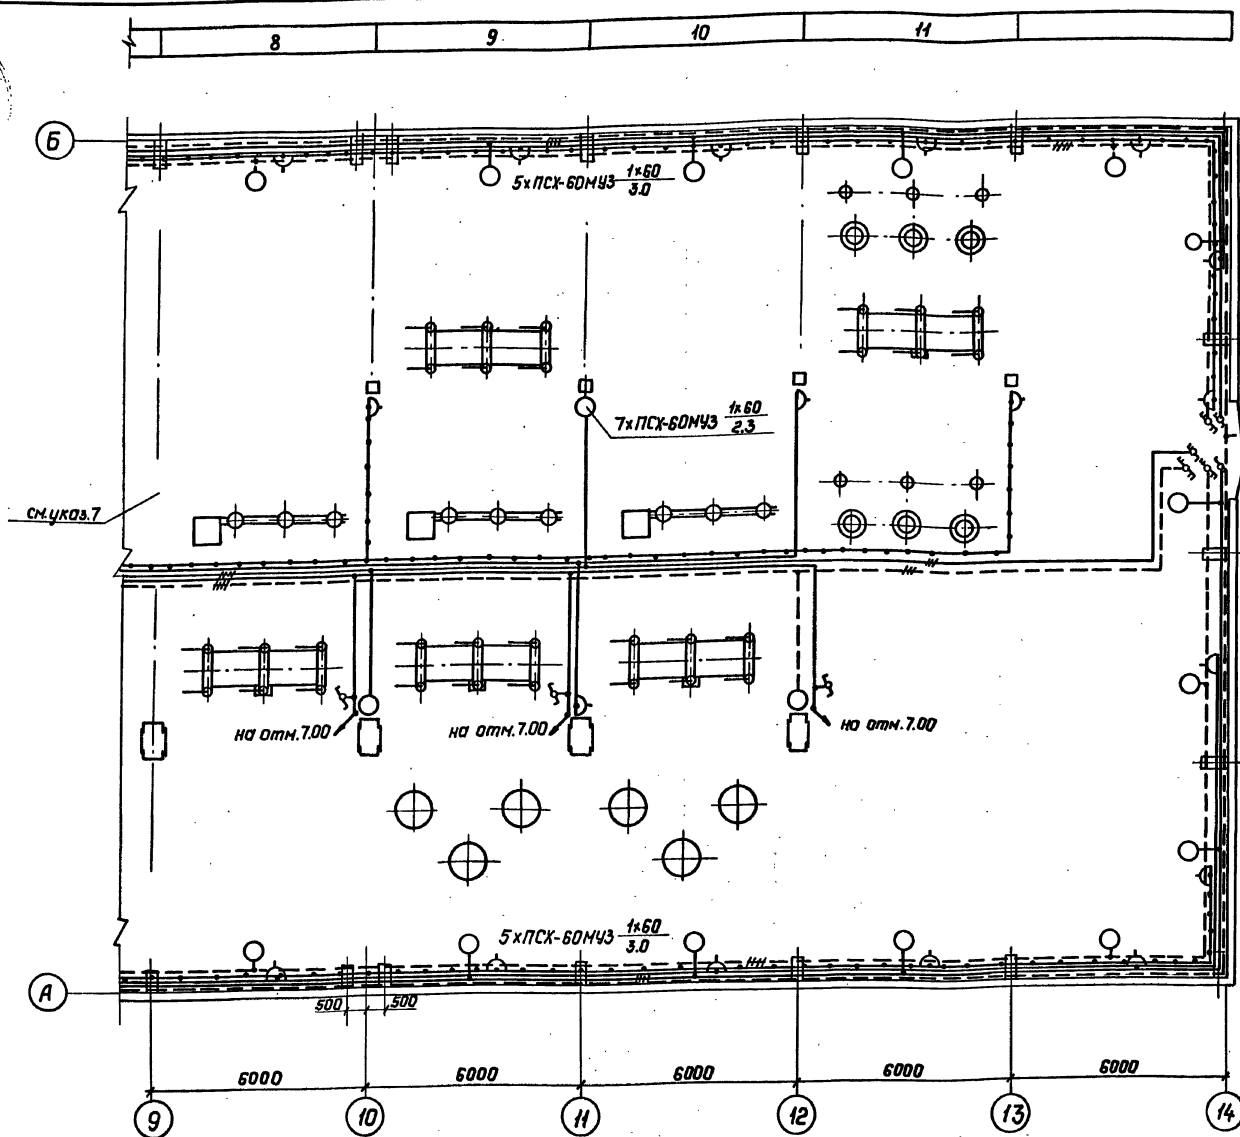 8 9 10 11
Б
5хПСХ-60МУЗ 1х60
3.0
7хПСХ-60МУЗ 1х60
2.3
см.указ.7
на отм.7.00 на отм.7.00 на отм.7.00
5хПСХ-60МУЗ 1х60
3.0
А
500 500
6000 6000 6000 6000 6000
9 10 11 12 13 14